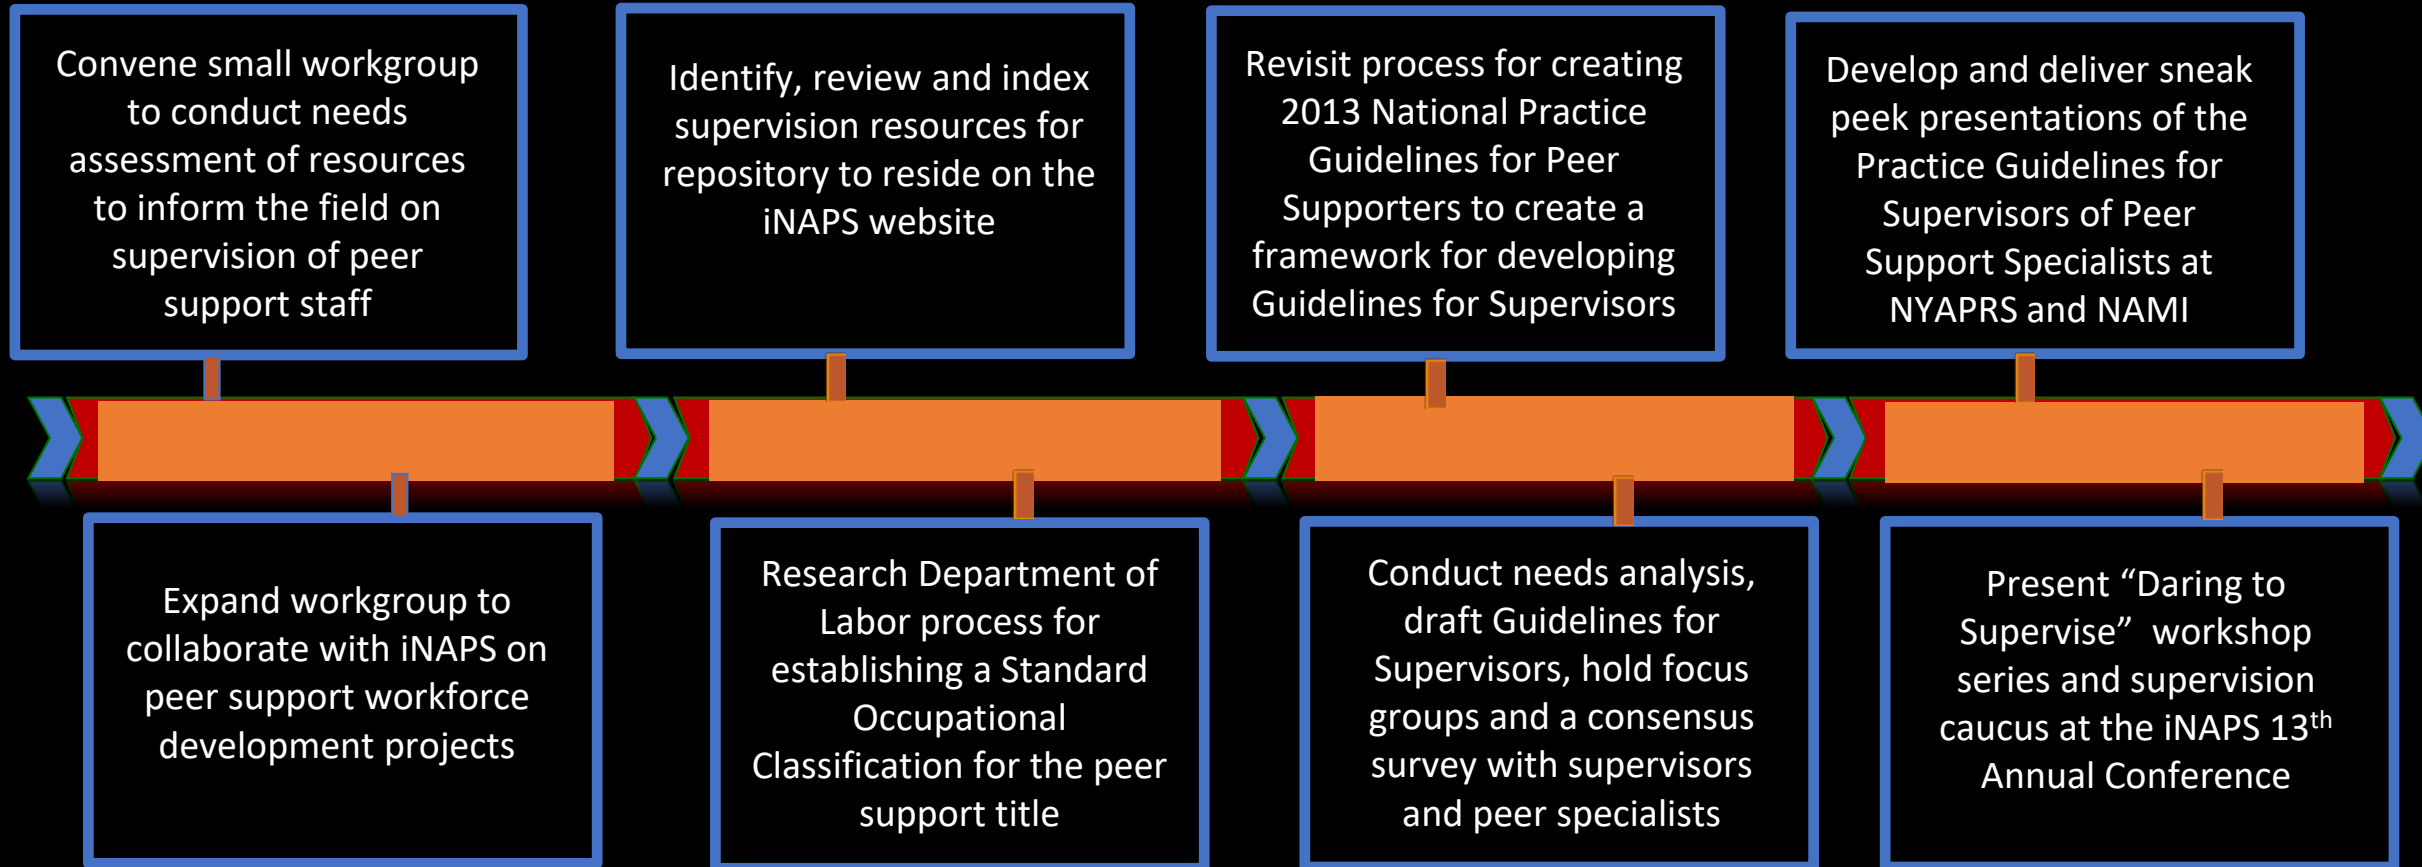 Convene small workgroup
to conduct needs
assessment of resources
to inform the field on
supervision of peer
support staff
Identify, review and index
supervision resources for
repository to reside on the
iNAPS website
Revisit process for creating
2013 National Practice
Guidelines for Peer
Supporters to create a
framework for developing
Guidelines for Supervisors
Develop and deliver sneak
peek presentations of the
Practice Guidelines for
Supervisors of Peer
Support Specialists at
NYAPRS and NAMI
Expand workgroup to
collaborate with iNAPS on
peer support workforce
development projects
Research Department of
Labor process for
establishing a Standard
Occupational
Classification for the peer
support title
Conduct needs analysis,
draft Guidelines for
Supervisors, hold focus
groups and a consensus
survey with supervisors
and peer specialists
Present “Daring to
Supervise”  workshop
series and supervision
caucus at the iNAPS 13th
Annual Conference